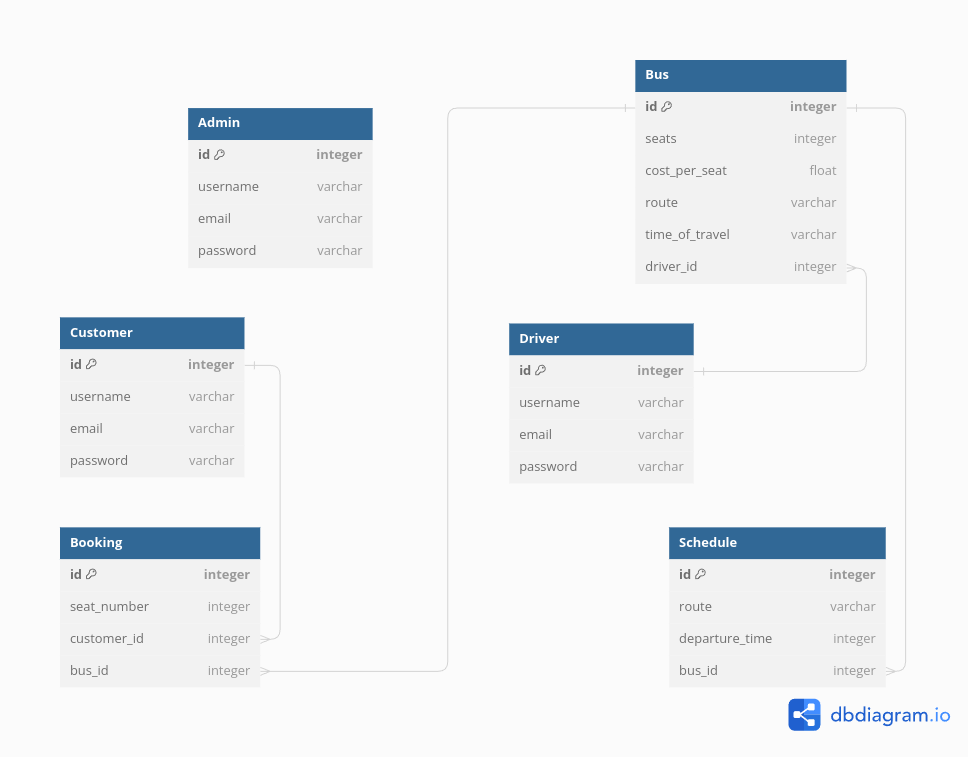 Admin
id integer
username varchar
email varchar
password varchar
Bus
id integer
seats integer
cost_per_seat float
route varchar
time_of_travel varchar
driver_id integer
Customer
id integer
username varchar
email varchar
password varchar
Driver
id integer
username varchar
email varchar
password varchar
Booking
id integer
seat_number integer
customer_id integer
bus_id integer
Schedule
id integer
route varchar
departure_time integer
bus_id integer
dbdiagram.io